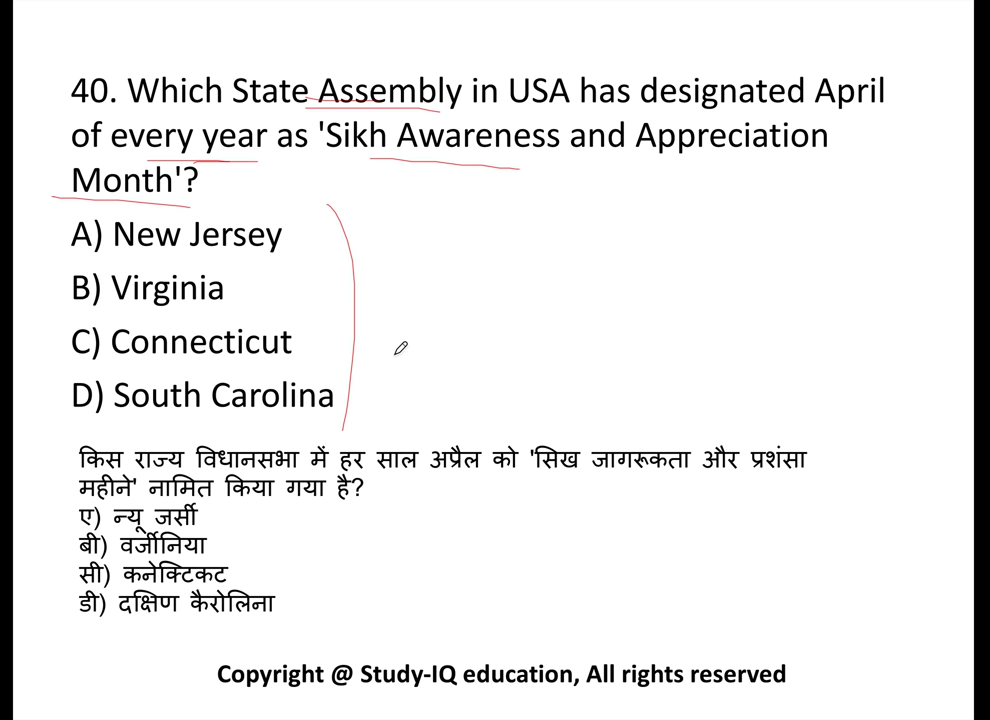 40. Which State Assembly in USA has designated April
of every year as 'Sikh Awareness and Appreciation
Month'?
A) New Jersey
B) Virginia
C) Connecticut
D) South Carolina
किस राज्य विधानसभा में हर साल अप्रैल को 'सिख जागरूकता और प्रशंसा
महीने' नामित किया गया है?
ए) न्यू जर्सी
बी) वर्जीनिया
सी) कनेक्टिकट
डी) दक्षिण कैरोलिना
Copyright @ Study-IQ education, All rights reserved